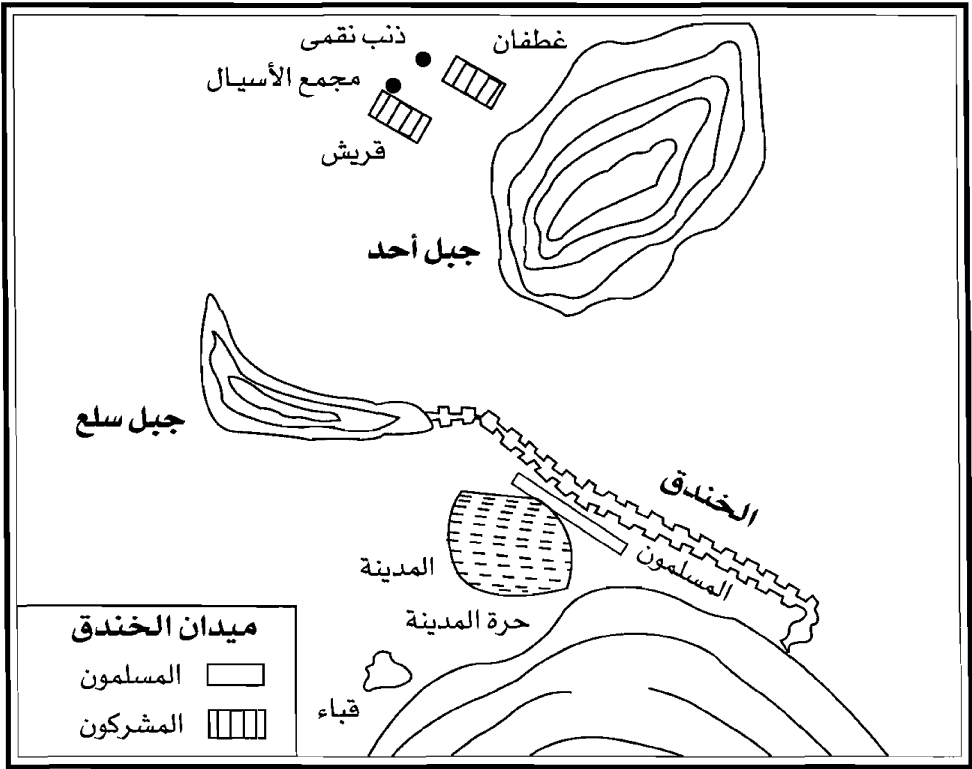 غطفان
ذنب نقمى
مجمع الأسيال
قريش
جبل أحد
جبل سلع
الخندق
المسلمون
المدينة
حرة المدينة
قباء
ميدان الخندق
المسلمون
المشركون